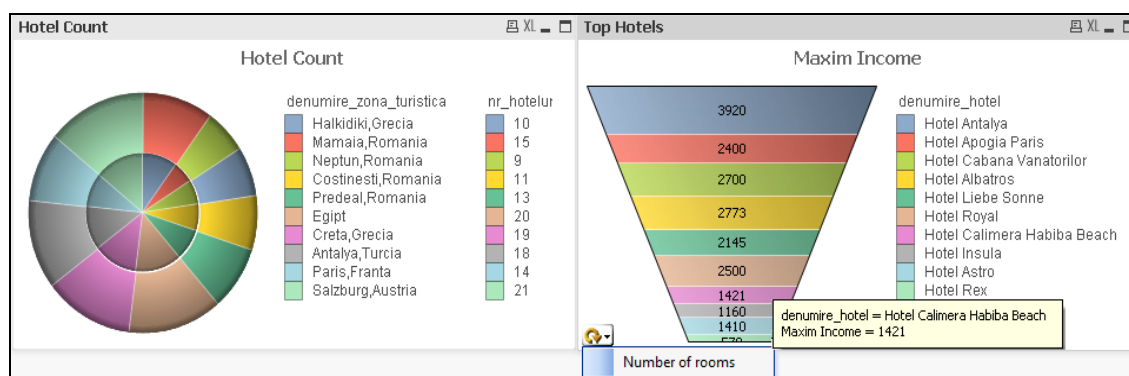 Hotel Count XL
Hotel Count
denumire_zona_turistica nr_hotelur
Halkidiki,Grecia 10
Mamaia,Romania 15
Neptun,Romania 9
Costinesti,Romania 11
Predeal,Romania 13
Egipt 20
Creta,Grecia 19
Antalya,Turcia 18
Paris,Franta 14
Salzburg,Austria 21
Top Hotels XL
Maxim Income
3920
2400
2700
2773
2145
2500
1421
1160
1410
denumire_hotel
Hotel Antalya
Hotel Apogia Paris
Hotel Cabana Vanatorilor
Hotel Albatros
Hotel Liebe Sonne
Hotel Royal
Hotel Calimera Habiba Beach
Hotel Insula
Hotel Astro
Hotel Rex
denumire_hotel = Hotel Calimera Habiba Beach
Maxim Income = 1421
Number of rooms